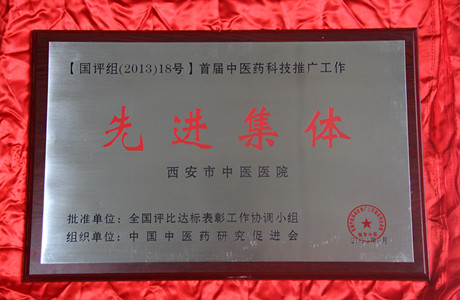 【国评组(2013)18号】首届中医药科技推广工作
先进集体
西安市中医医院
批准单位：全国评比达标表彰工作协调小组
组织单位：中国中医药研究促进会